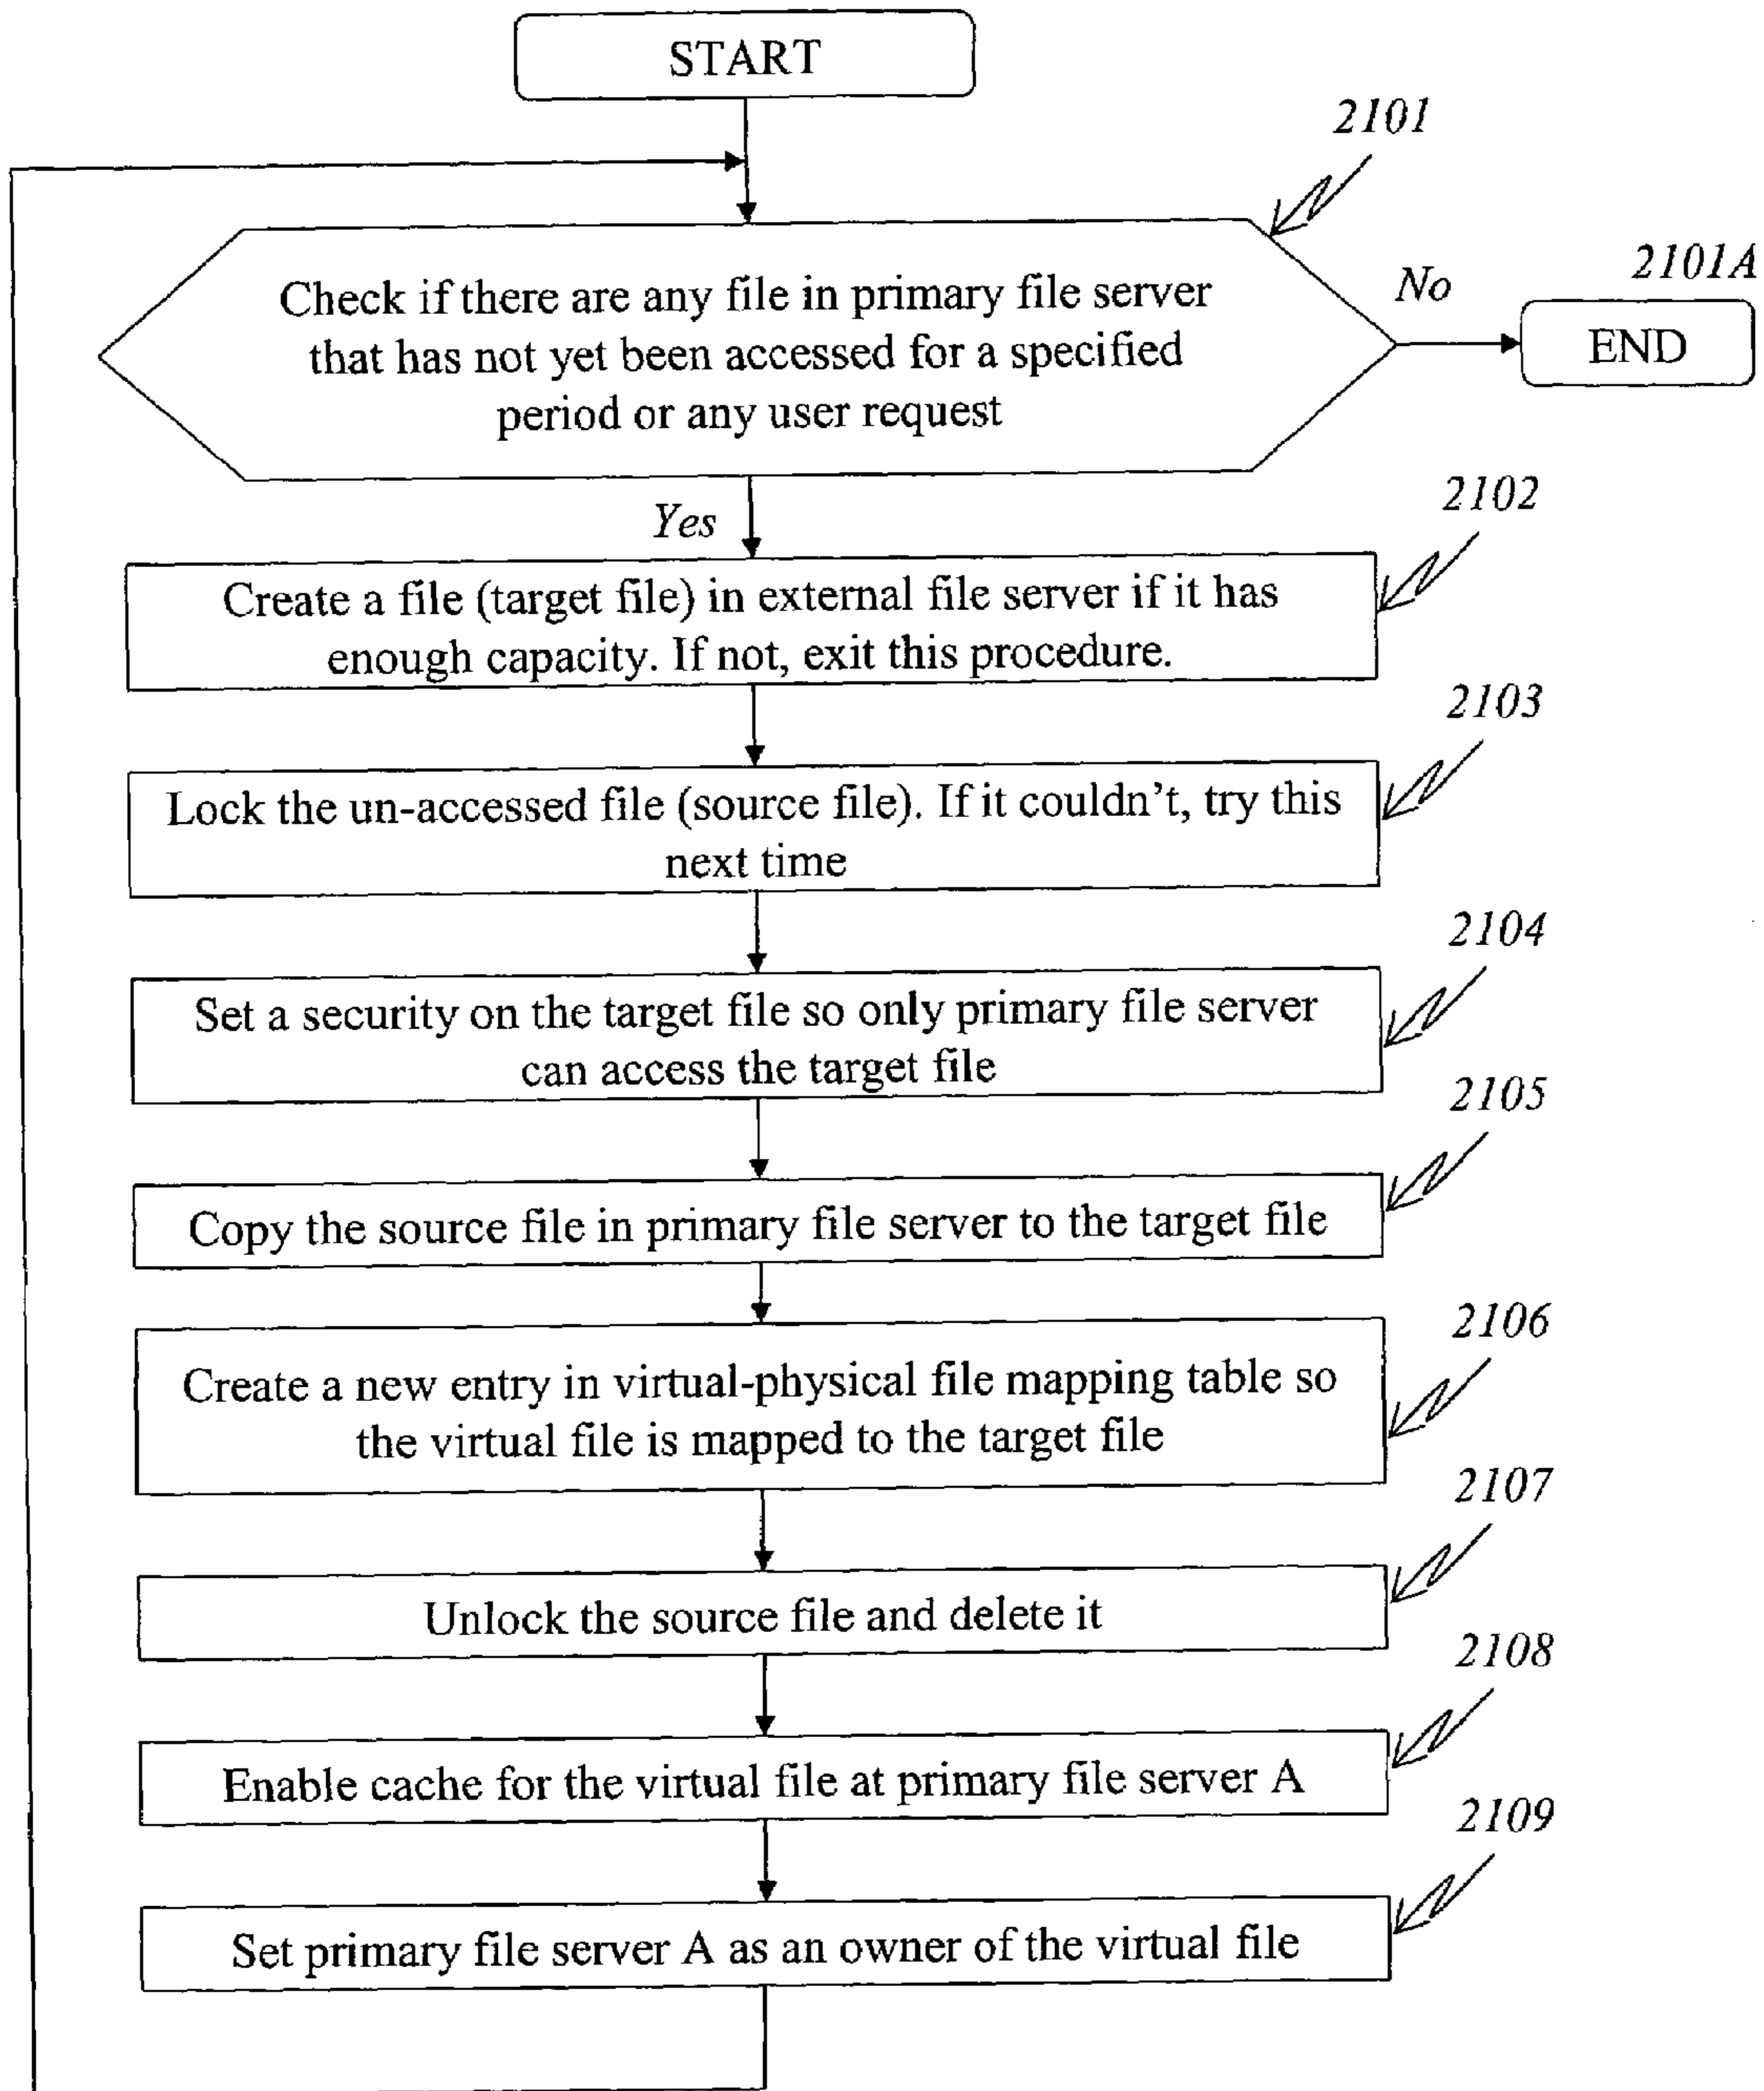 START
2101
Check if there are any file in primary file server
that has not yet been accessed for a specified
period or any user request
No
2101A
END
Yes
2102
Create a file (target file) in external file server if it has
enough capacity. If not, exit this procedure.
2103
Lock the un-accessed file (source file). If it couldn't, try this
next time
2104
Set a security on the target file so only primary file server
can access the target file
2105
Copy the source file in primary file server to the target file
2106
Create a new entry in virtual-physical file mapping table so
the virtual file is mapped to the target file
2107
Unlock the source file and delete it
2108
Enable cache for the virtual file at primary file server A
2109
Set primary file server A as an owner of the virtual file